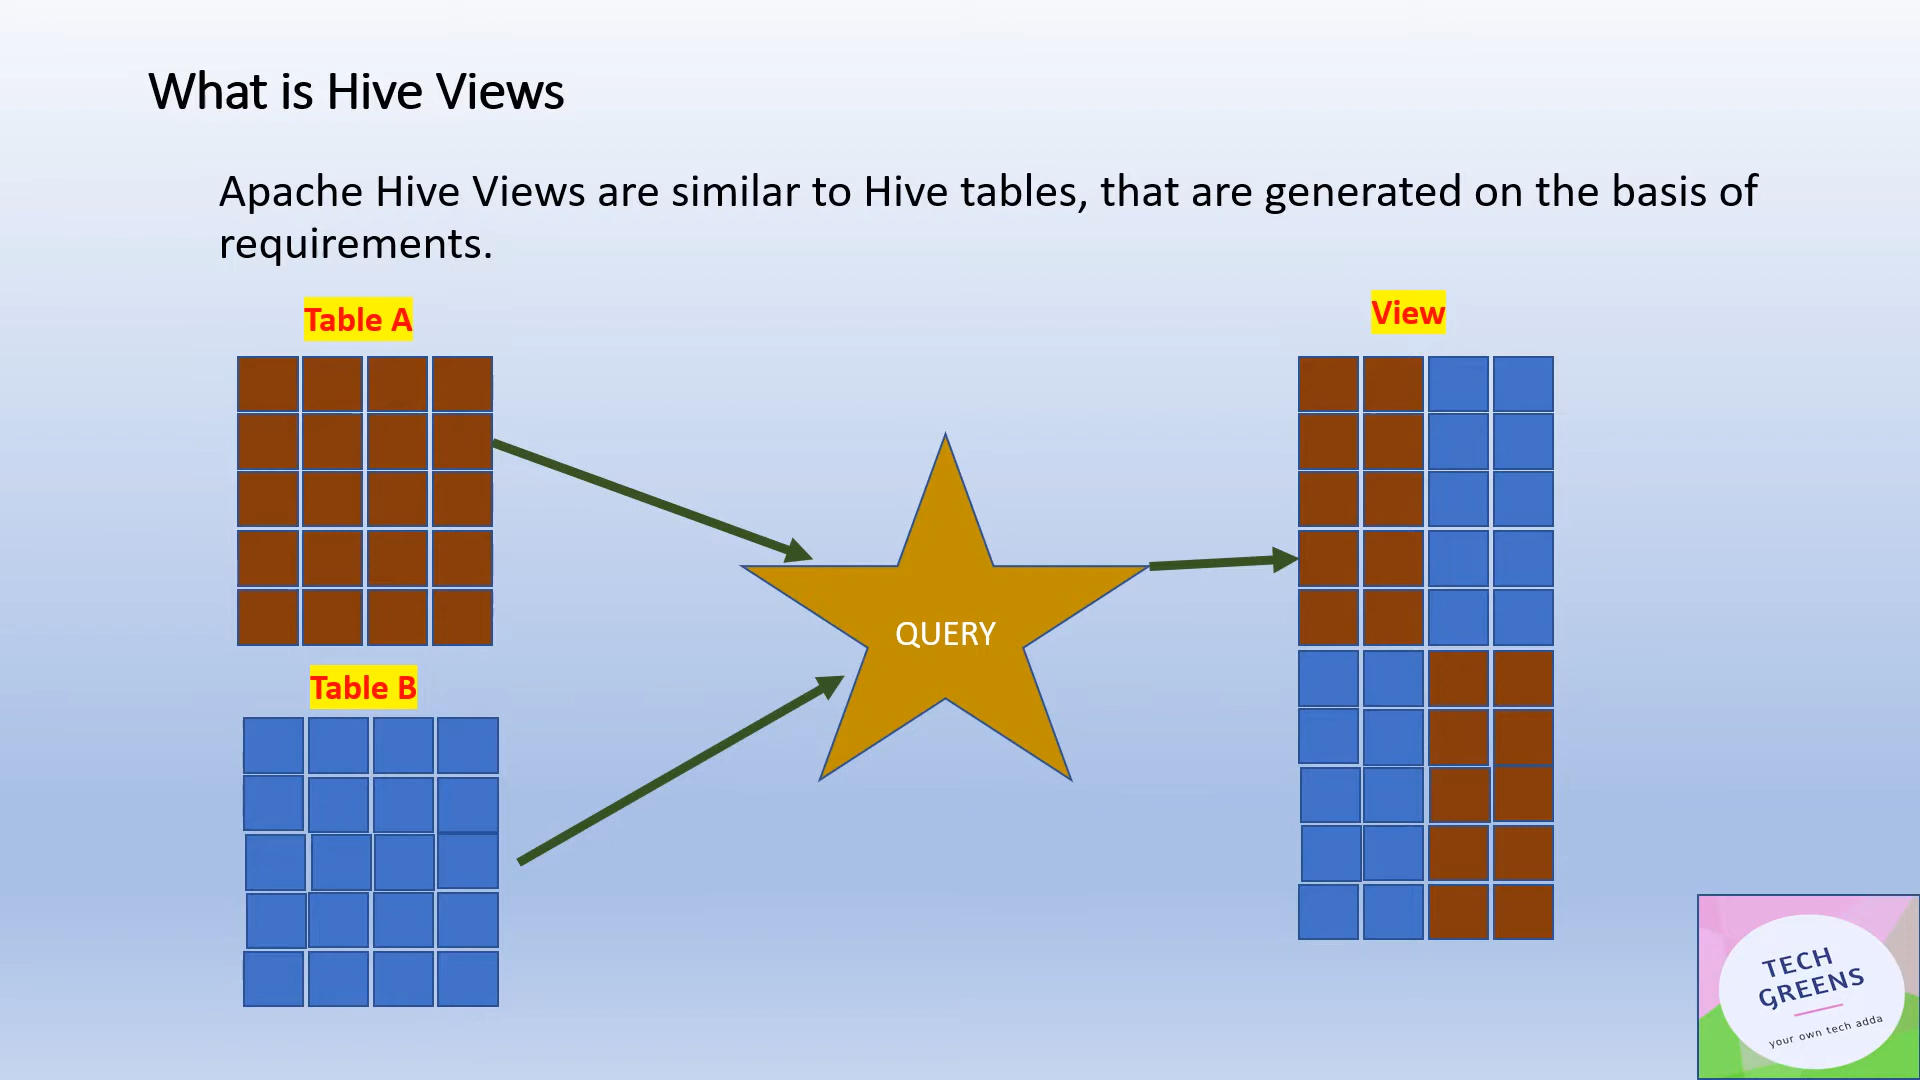 What is Hive Views
Apache Hive Views are similar to Hive tables, that are generated on the basis of
requirements.
Table A
View
QUERY
Table B
TECH
GREENS
your own tech adda